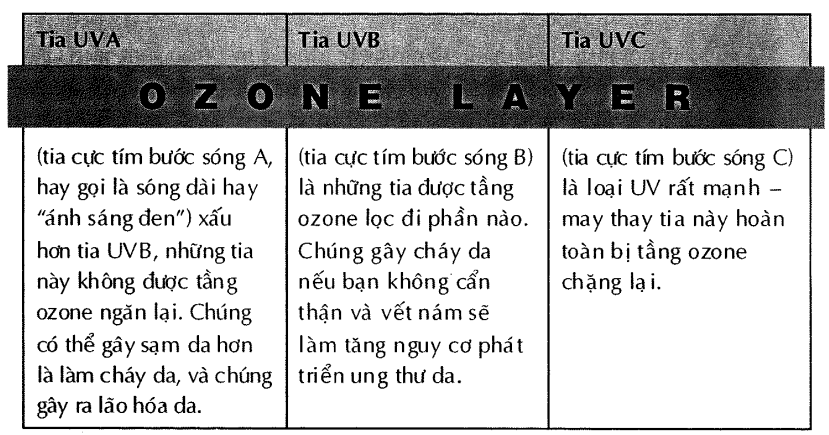 Tia UVA
Tia UVB
Tia UVC
OZONE LAYER
(tia cực tím bước sóng A,
hay gọi là sóng dài hay
“ánh sáng đen”) xấu
hơn tia UVB, những tia
này không được tầng
ozone ngăn lại. Chúng
có thể gây sạm da hơn
là làm cháy da, và chúng
gây ra lão hóa da.
(tia cực tím bước sóng B)
là những tia được tầng
ozone lọc đi phần nào.
Chúng gây cháy da
nếu bạn không cẩn
thận và vết nám sẽ
làm tăng nguy cơ phát
triển ung thư da.
(tia cực tím bước sóng C)
là loại UV rất mạnh –
may thay tia này hoàn
toàn bị tầng ozone
chặng lại.